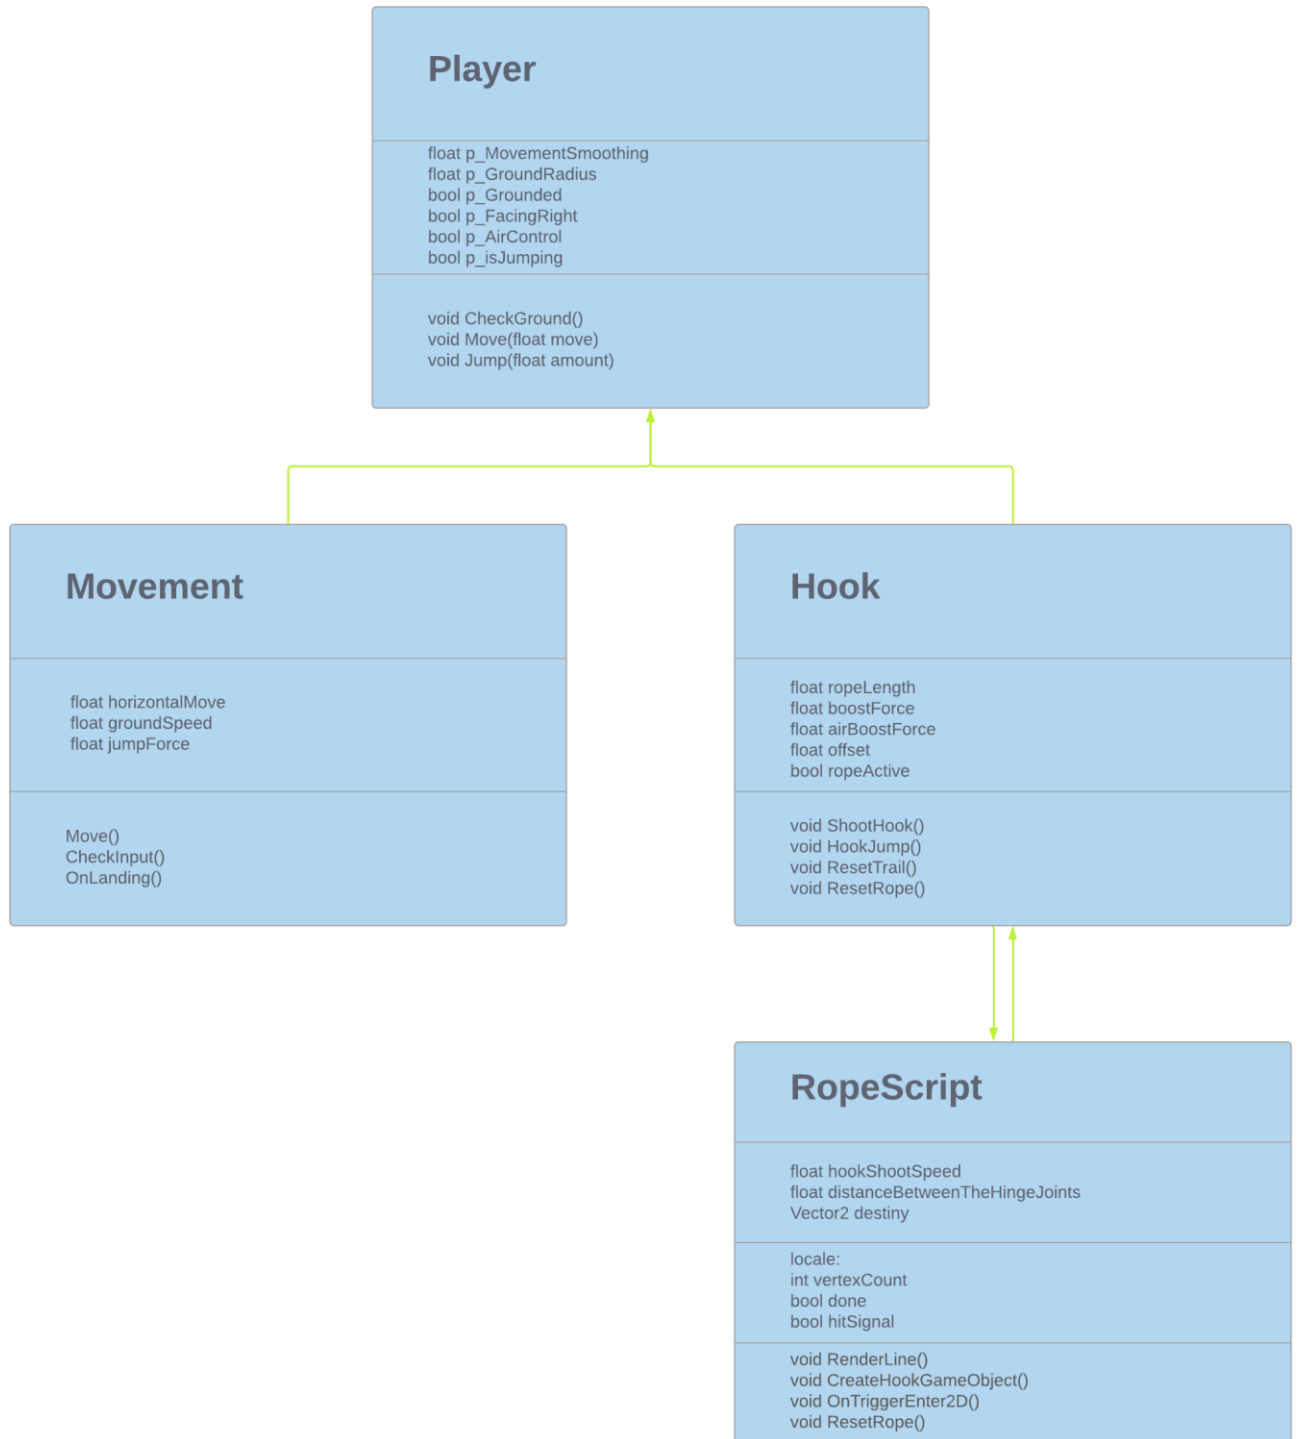 Player
float p_MovementSmoothing
float p_GroundRadius
bool p_Grounded
bool p_FacingRight
bool p_AirControl
bool p_isJumping
void CheckGround()
void Move(float move)
void Jump(float amount)
Movement
float horizontalMove
float groundSpeed
float jumpForce
Move()
CheckInput()
OnLanding()
Hook
float ropeLength
float boostForce
float airBoostForce
float offset
bool ropeActive
void ShootHook()
void HookJump()
void ResetTrail()
void ResetRope()
RopeScript
float hookShootSpeed
float distanceBetweenTheHingeJoints
Vector2 destiny
locale:
int vertexCount
bool done
bool hitSignal
void RenderLine()
void CreateHookGameObject()
void OnTriggerEnter2D()
void ResetRope()